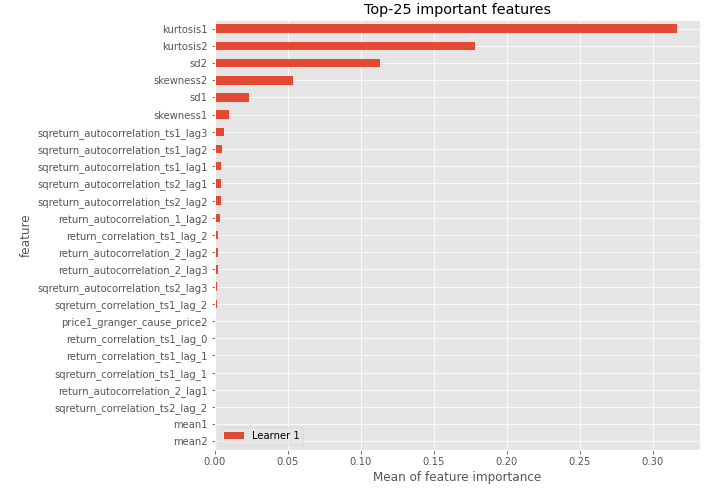 Top-25 important features
kurtosis1
kurtosis2
sd2
skewness2
sd1
skewness1
sqreturn_autocorrelation_ts1_lag3
sqreturn_autocorrelation_ts1_lag2
sqreturn_autocorrelation_ts1_lag1
sqreturn_autocorrelation_ts2_lag1
sqreturn_autocorrelation_ts2_lag2
return_autocorrelation_1_lag2
return_correlation_ts1_lag_2
return_autocorrelation_2_lag2
return_autocorrelation_2_lag3
sqreturn_autocorrelation_ts2_lag3
sqreturn_correlation_ts1_lag_2
price1_granger_cause_price2
return_correlation_ts1_lag_0
return_correlation_ts1_lag_1
sqreturn_correlation_ts1_lag_1
return_autocorrelation_2_lag1
sqreturn_correlation_ts2_lag_2
mean1
mean2
feature
Learner 1
0.00 0.05 0.10 0.15 0.20 0.25 0.30
Mean of feature importance